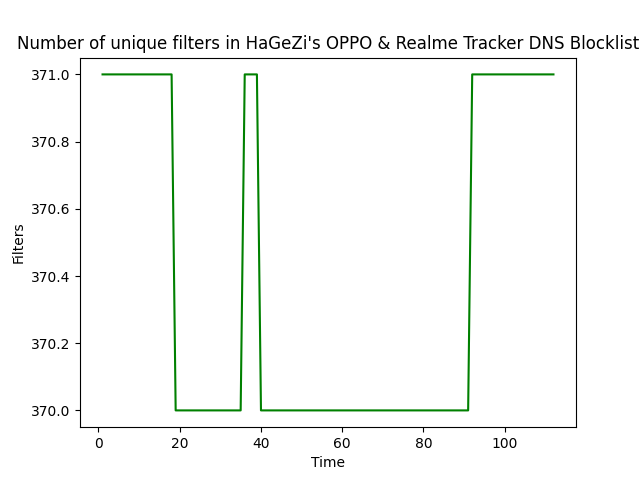 Number of unique filters in HaGeZi's OPPO & Realme Tracker DNS Blocklist
371.0
370.8
370.6
370.4
370.2
370.0
Filters
0 20 40 60 80 100
Time